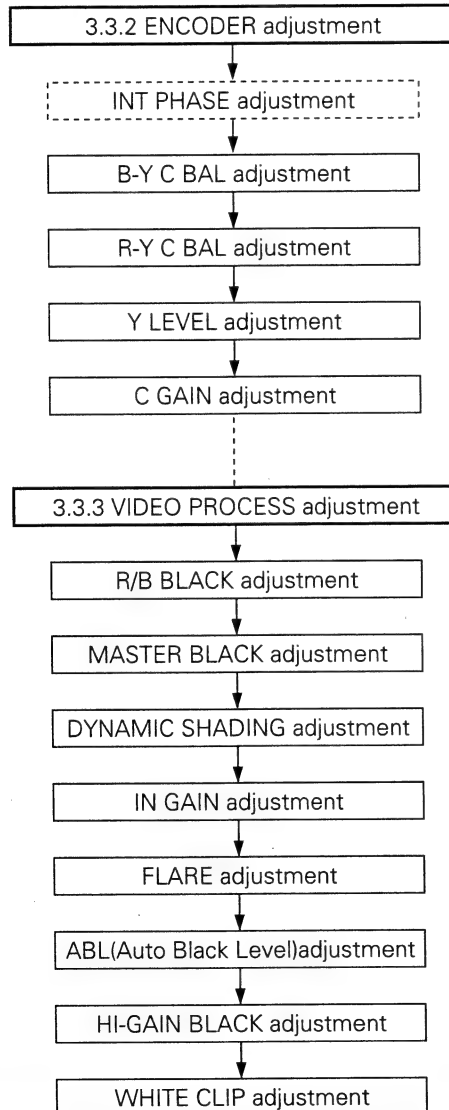 3.3.2 ENCODER adjustment
INT PHASE adjustment
B-Y C BAL adjustment
R-Y C BAL adjustment
Y LEVEL adjustment
C GAIN adjustment
3.3.3 VIDEO PROCESS adjustment
R/B BLACK adjustment
MASTER BLACK adjustment
DYNAMIC SHADING adjustment
IN GAIN adjustment
FLARE adjustment
ABL(Auto Black Level)adjustment
HI-GAIN BLACK adjustment
WHITE CLIP adjustment